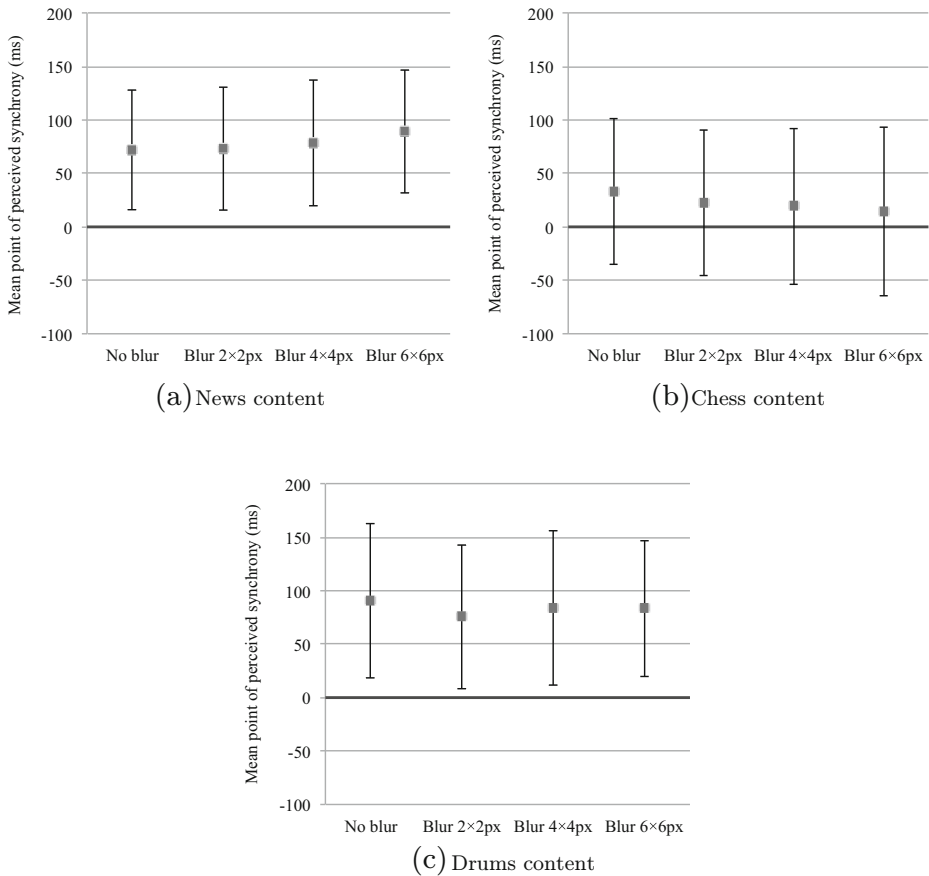 Mean point of perceived synchrony (ms)
200
150
100
50
0
-50
-100
No blur Blur 2×2px Blur 4×4px Blur 6×6px
(a) News content
Mean point of perceived synchrony (ms)
200
150
100
50
0
-50
-100
No blur Blur 2×2px Blur 4×4px Blur 6×6px
(b) Chess content
Mean point of perceived synchrony (ms)
200
150
100
50
0
-50
-100
No blur Blur 2×2px Blur 4×4px Blur 6×6px
(c) Drums content